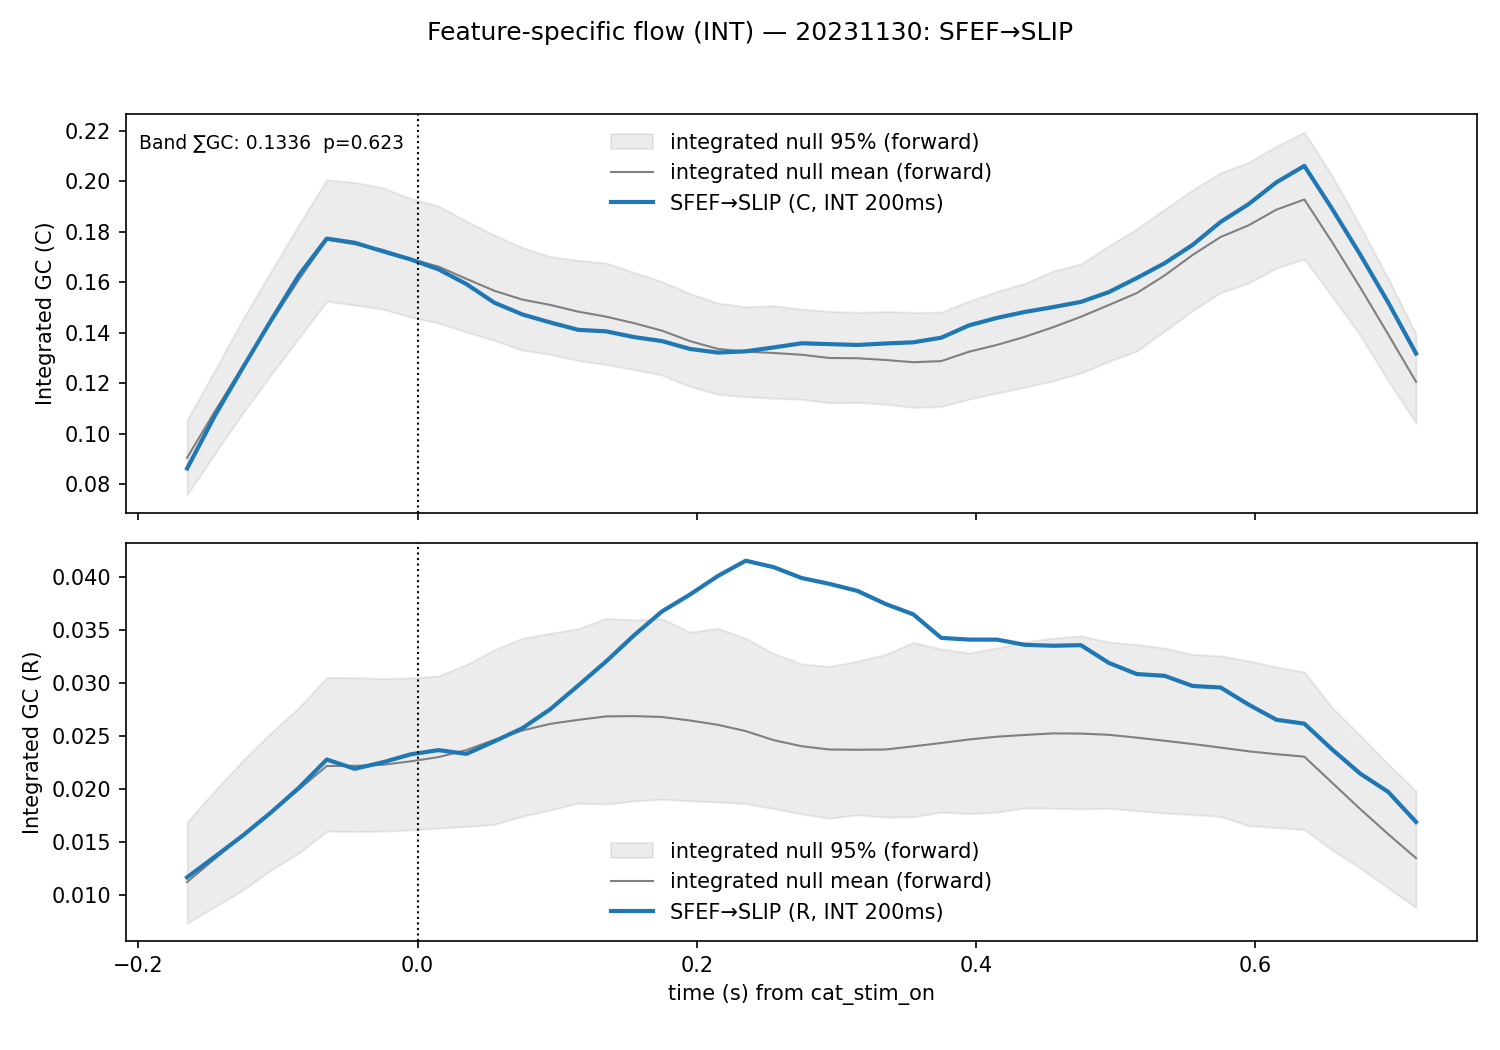 Feature-specific flow (INT) — 20231130: SFEF→SLIP
Band ∑GC: 0.1336  p=0.623
integrated null 95% (forward)
integrated null mean (forward)
SFEF→SLIP (C, INT 200ms)
Integrated GC (C)
0.22
0.20
0.18
0.16
0.14
0.12
0.10
0.08
Integrated GC (R)
0.040
0.035
0.030
0.025
0.020
0.015
0.010
integrated null 95% (forward)
integrated null mean (forward)
SFEF→SLIP (R, INT 200ms)
−0.2 0.0 0.2 0.4 0.6
time (s) from cat_stim_on